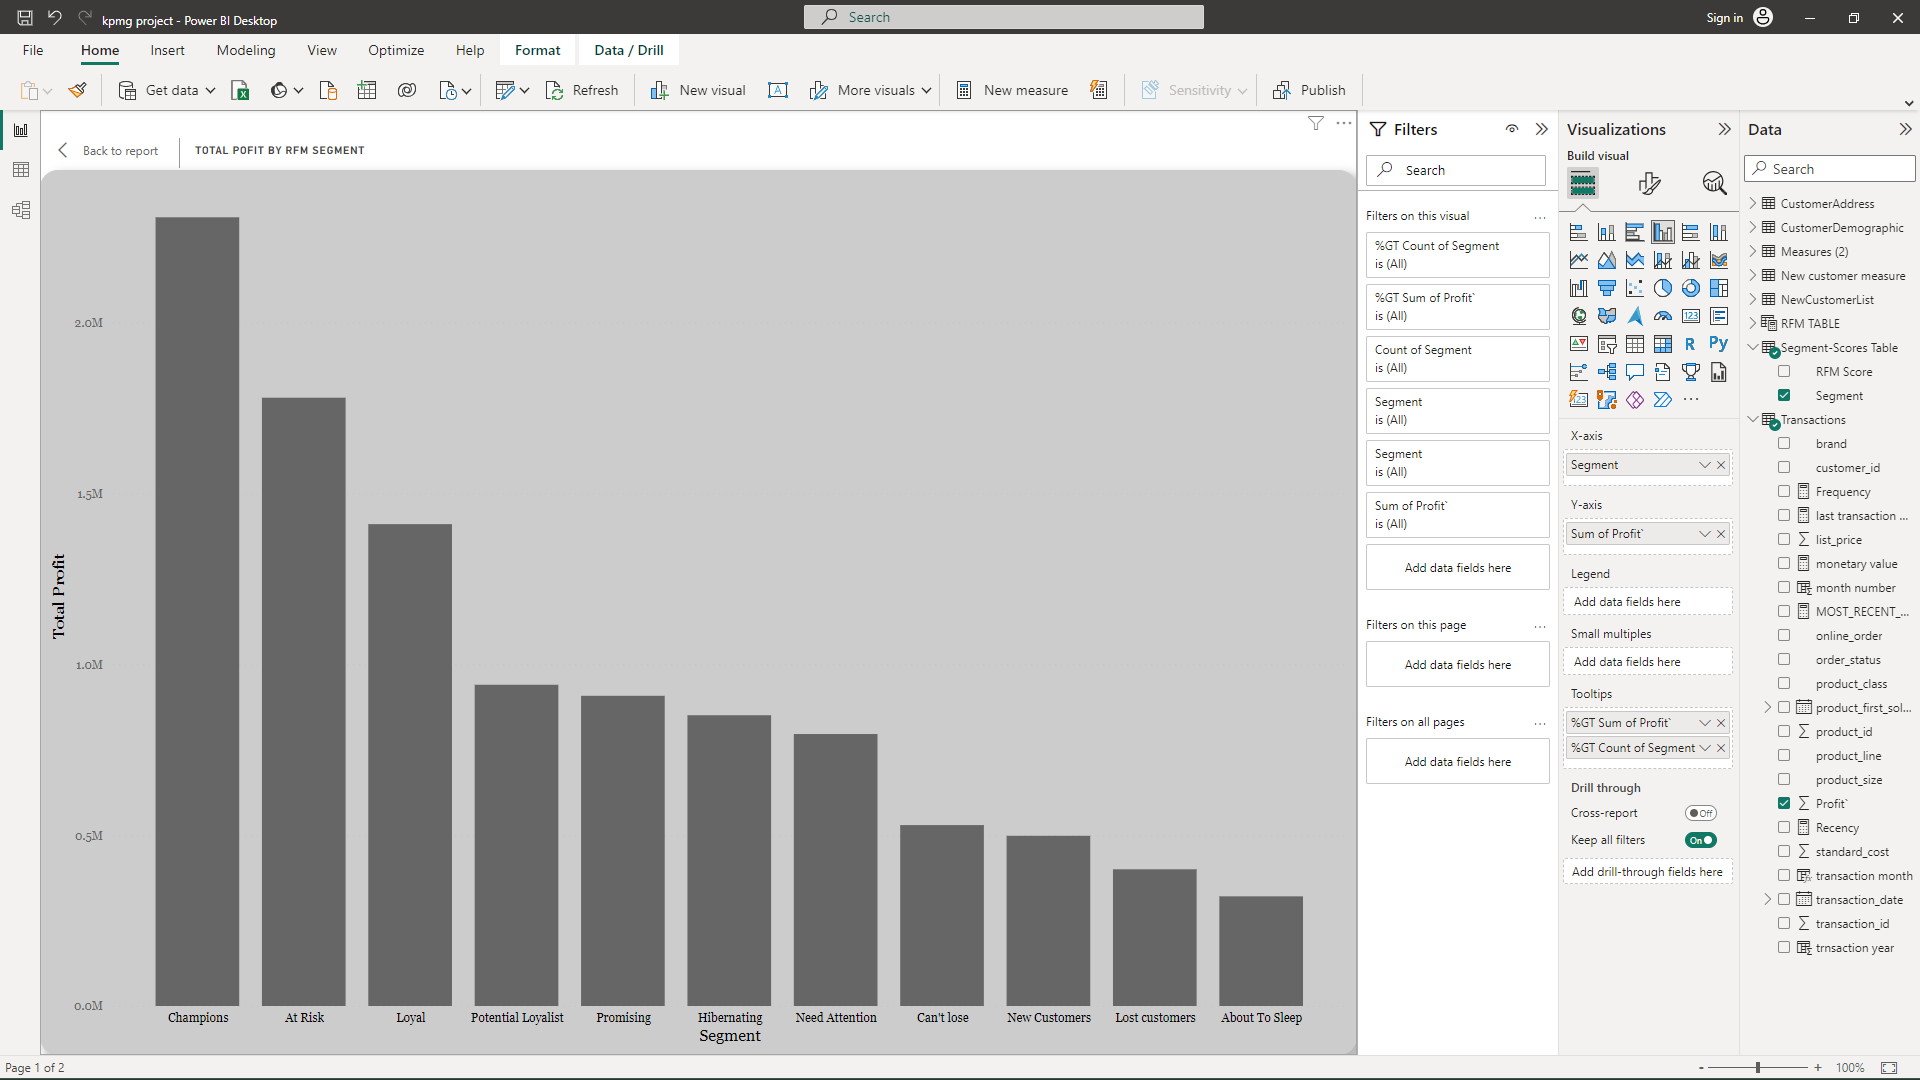 kpmg project - Power BI Desktop
Search
Sign in
File
Home
Insert
Modeling
View
Optimize
Help
Format
Data / Drill
Get data
Refresh
New visual
More visuals
New measure
Sensitivity
Publish
Back to report
TOTAL POFIT BY RFM SEGMENT
Total Profit
2.0M
1.5M
1.0M
0.5M
0.0M
Champions
At Risk
Loyal
Potential Loyalist
Promising
Hibernating
Need Attention
Can't lose
New Customers
Lost customers
About To Sleep
Segment
Filters
Search
Filters on this visual
%GT Count of Segment
is (All)
%GT Sum of Profit`
is (All)
Count of Segment
is (All)
Segment
is (All)
Segment
is (All)
Sum of Profit`
is (All)
Add data fields here
Filters on this page
Add data fields here
Filters on all pages
Add data fields here
Visualizations
Build visual
123
R
Py
123
X-axis
Segment
Y-axis
Sum of Profit`
Legend
Add data fields here
Small multiples
Add data fields here
Tooltips
%GT Sum of Profit`
%GT Count of Segment
Drill through
Cross-report
Off
Keep all filters
On
Add drill-through fields here
Data
Search
CustomerAddress
CustomerDemographic
Measures (2)
New customer measure
NewCustomerList
RFM TABLE
Segment-Scores Table
RFM Score
Segment
Transactions
brand
customer_id
Frequency
last transaction ...
list_price
monetary value
month number
MOST_RECENT_...
online_order
order_status
product_class
product_first_sol...
product_id
product_line
product_size
Profit`
Recency
standard_cost
transaction month
transaction_date
transaction_id
trnsaction year
Page 1 of 2
- + 100%